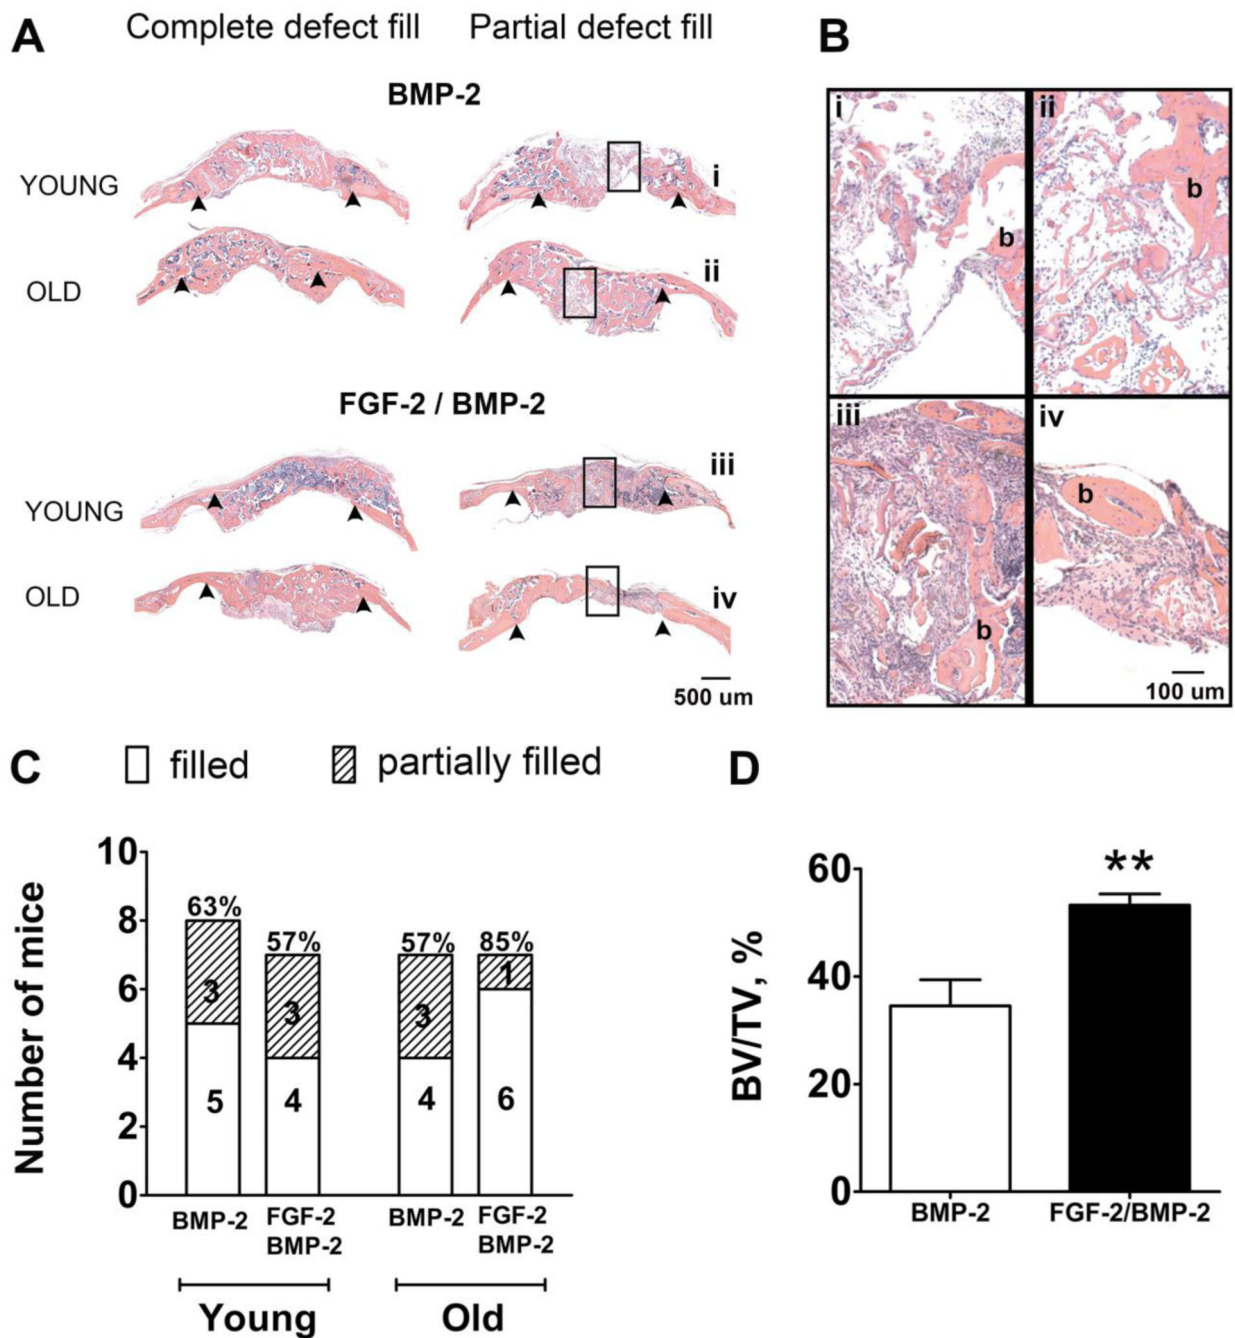 A
Complete defect fill
Partial defect fill
BMP-2
YOUNG
i
OLD
ii
FGF-2 / BMP-2
YOUNG
iii
OLD
iv
500 um
B
i
b
ii
b
iii
b
iv
b
100 um
C
filled
partially filled
Number of mice
10
8
6
4
2
0
63%
3
5
57%
3
4
57%
3
4
85%
1
6
BMP-2
FGF-2
BMP-2
BMP-2
FGF-2
BMP-2
Young
Old
D
BV/TV, %
60
40
20
0
**
BMP-2
FGF-2/BMP-2